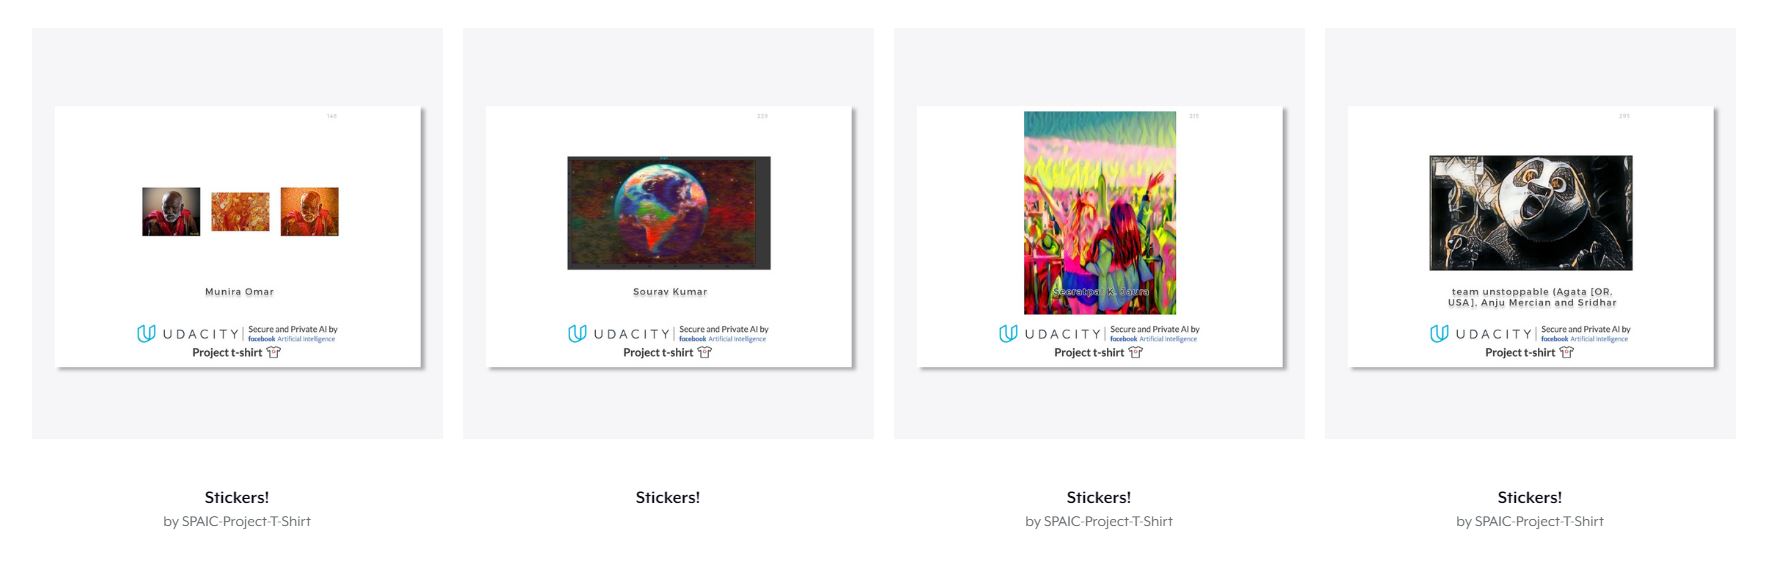 148
Munira Omar
UDACITY
Secure and Private AI by
facebook Artificial Intelligence
Project t-shirt
Stickers!
by SPAIC-Project-T-Shirt
223
Sourav Kumar
UDACITY
Secure and Private AI by
facebook Artificial Intelligence
Project t-shirt
Stickers!
Seeratpal K. Jaura
UDACITY
Secure and Private AI by
facebook Artificial Intelligence
Project t-shirt
Stickers!
by SPAIC-Project-T-Shirt
291
team unstoppable (Agata [OR,
USA], Anju Mercian and Sridhar
UDACITY
Secure and Private AI by
facebook Artificial Intelligence
Project t-shirt
Stickers!
by SPAIC-Project-T-Shirt